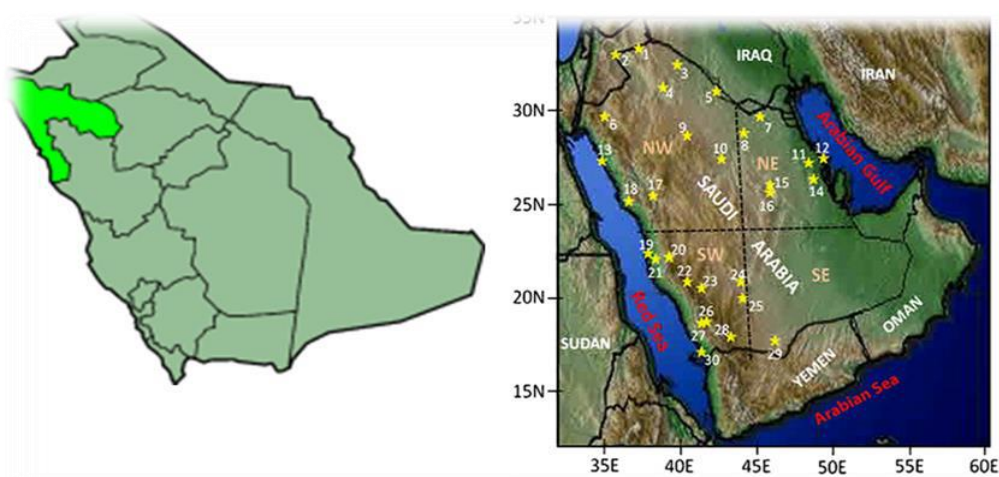 35N
30N
25N
20N
15N
35E
40E
45E
50E
55E
60E
IRAQ
IRAN
Arabian Gulf
NW
NE
SAUDI
ARABIA
SW
SE
Red Sea
SUDAN
YEMEN
OMAN
Arabian Sea
1
2
3
4
5
6
7
8
9
10
11
12
13
14
15
16
17
18
19
20
21
22
23
24
25
26
27
28
29
30